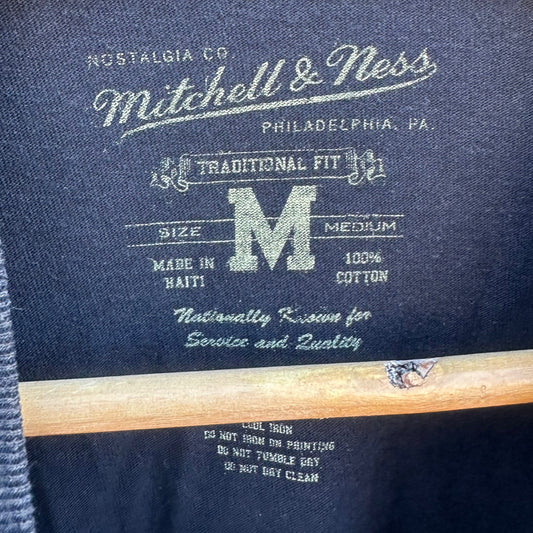 NOSTALGIA CO.
Mitchell & Ness
PHILADELPHIA, PA.
TRADITIONAL FIT
M
SIZE MEDIUM
MADE IN HAITI
100% COTTON
Nationally Known for
Service and Quality
COOL IRON
DO NOT IRON ON PRINTING
DO NOT TUMBLE DRY
DO NOT DRY CLEAN